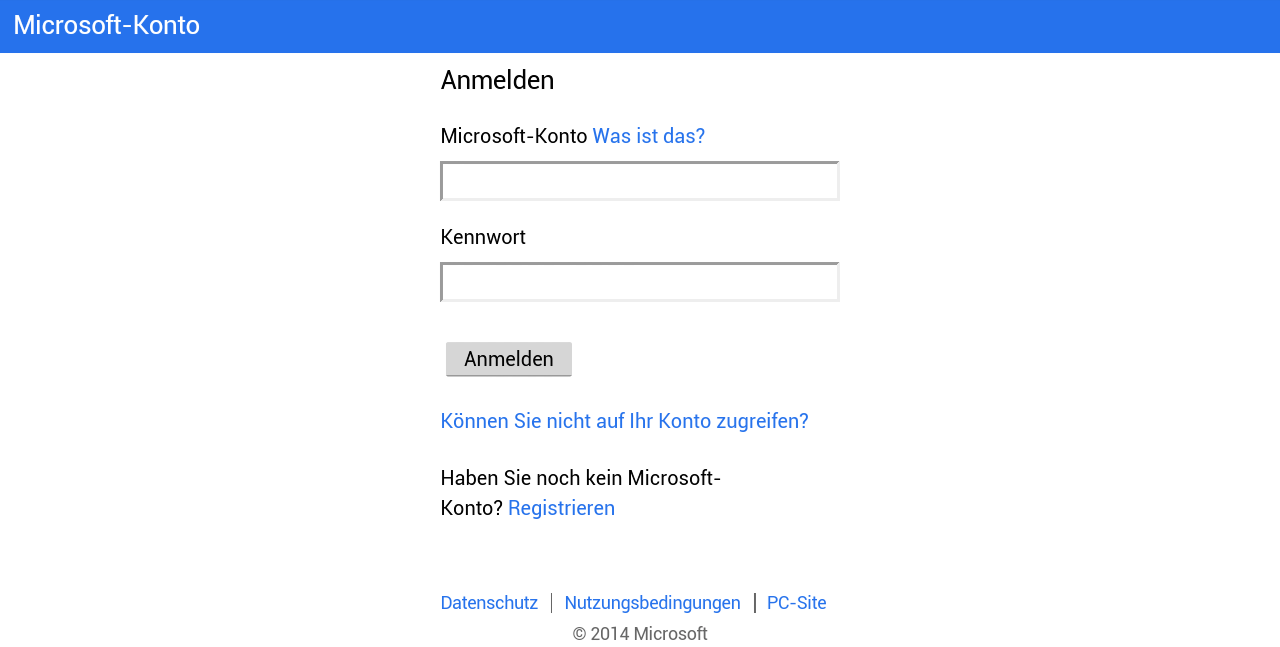 Microsoft-Konto
Anmelden
Microsoft-Konto Was ist das?
Kennwort
Anmelden
Können Sie nicht auf Ihr Konto zugreifen?
Haben Sie noch kein Microsoft-
Konto? Registrieren
Datenschutz | Nutzungsbedingungen | PC-Site
© 2014 Microsoft